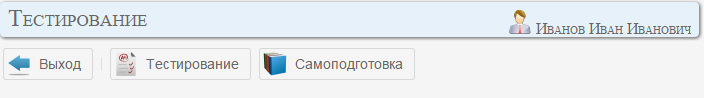 Тестирование
Иванов Иван Иванович
Выход Тестирование Самоподготовка